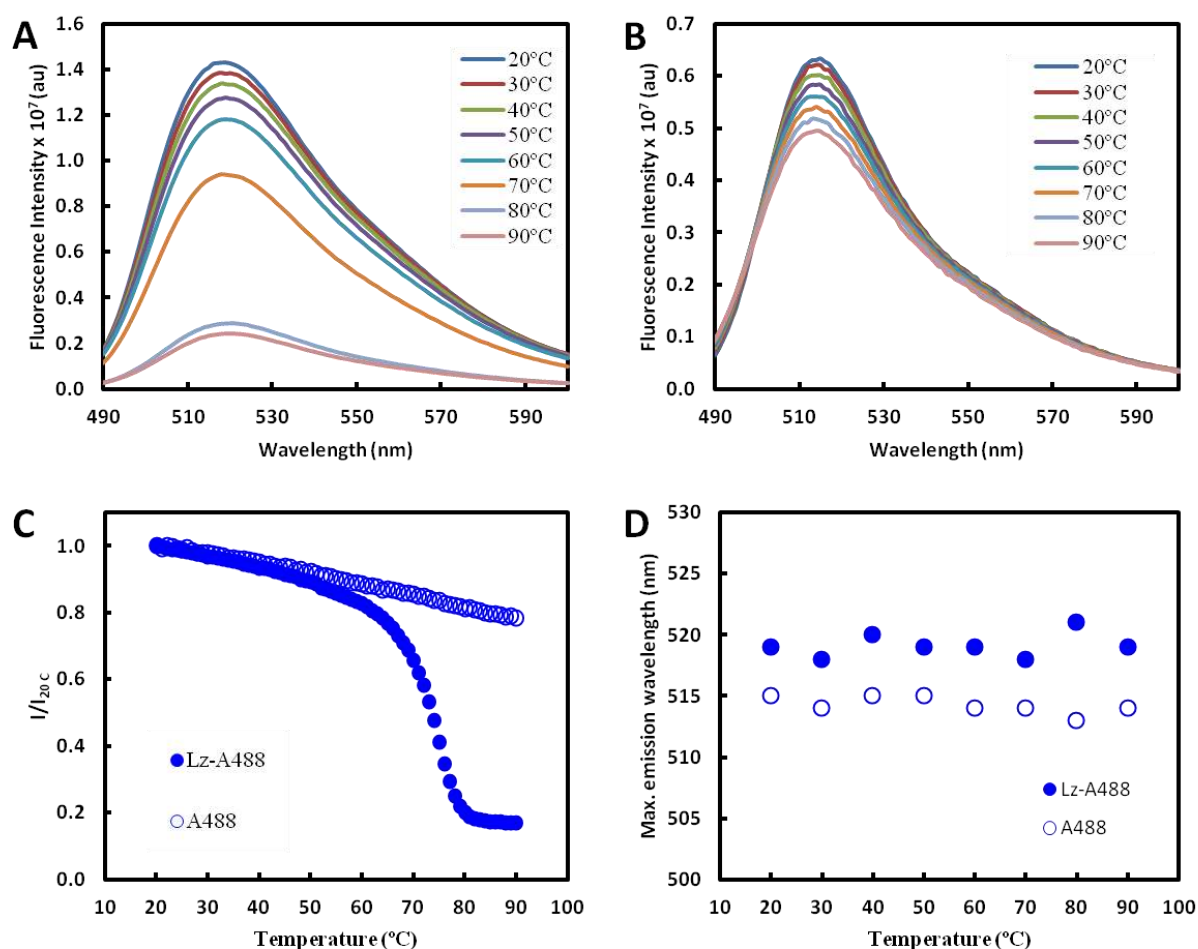 A
Fluorescence Intensity x 10⁷ (au)
1.6
1.4
1.2
1.0
0.8
0.6
0.4
0.2
0.0
20°C
30°C
40°C
50°C
60°C
70°C
80°C
90°C
490 510 530 550 570 590
Wavelength (nm)
B
Fluorescence Intensity x 10⁷ (au)
0.7
0.6
0.5
0.4
0.3
0.2
0.1
0.0
20°C
30°C
40°C
50°C
60°C
70°C
80°C
90°C
490 510 530 550 570 590
Wavelength (nm)
C
I/I₂₀ C
1.0
0.8
0.6
0.4
0.2
0.0
Lz-A488
A488
10 20 30 40 50 60 70 80 90 100
Temperature (ºC)
D
Max. emission wavelength (nm)
530
525
520
515
510
505
500
Lz-A488
A488
10 20 30 40 50 60 70 80 90 100
Temperature (ºC)